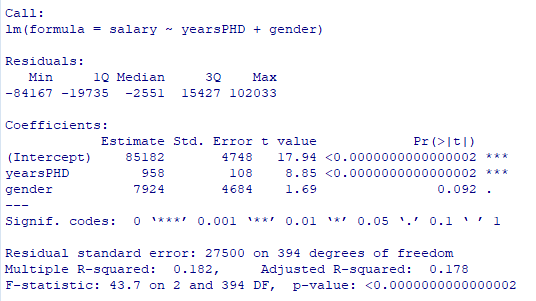 Call:
lm(formula = salary ~ yearsPHD + gender)
Residuals:
Min 1Q Median 3Q Max
-84167 -19735 -2551 15427 102033
Coefficients:
Estimate Std. Error t value Pr(>|t|)
(Intercept) 85182 4748 17.94 <0.0000000000000002 ***
yearsPHD 958 108 8.85 <0.0000000000000002 ***
gender 7924 4684 1.69 0.092 .
---
Signif. codes: 0 ‘***’ 0.001 ‘**’ 0.01 ‘*’ 0.05 ‘.’ 0.1 ‘ ’ 1
Residual standard error: 27500 on 394 degrees of freedom
Multiple R-squared: 0.182, Adjusted R-squared: 0.178
F-statistic: 43.7 on 2 and 394 DF, p-value: <0.0000000000000002